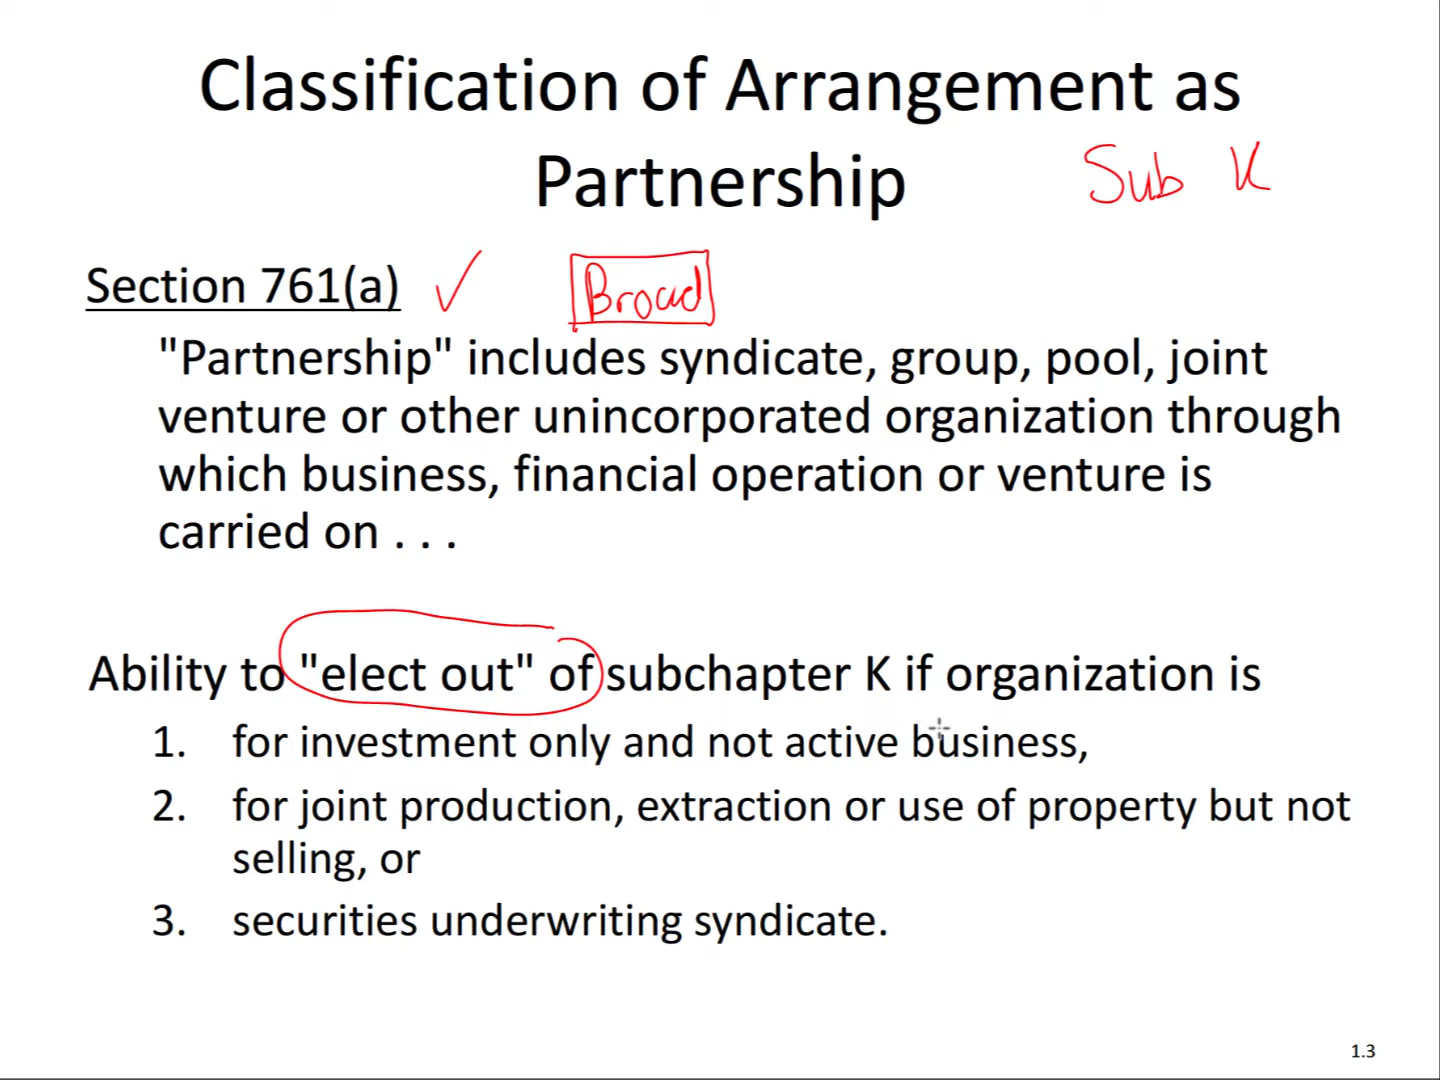 Classification of Arrangement as
Partnership
Sub K
Section 761(a)
Broad
"Partnership" includes syndicate, group, pool, joint
venture or other unincorporated organization through
which business, financial operation or venture is
carried on . . .
Ability to "elect out" of subchapter K if organization is
1. for investment only and not active business,
2. for joint production, extraction or use of property but not
selling, or
3. securities underwriting syndicate.
1.3